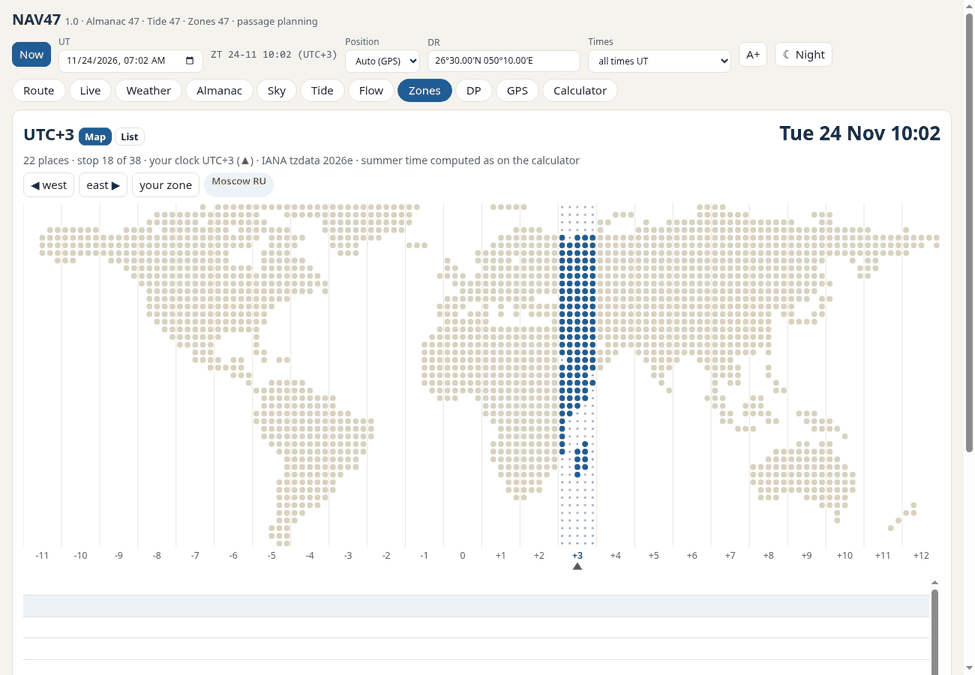 NAV47 1.0 · Almanac 47 · Tide 47 · Zones 47 · passage planning
UT Position DR Times
Now 11/24/2026, 07:02 AM ZT 24-11 10:02 (UTC+3) Auto (GPS) 26°30.00'N 050°10.00'E all times UT A+ ☾ Night
Route Live Weather Almanac Sky Tide Flow Zones DP GPS Calculator
UTC+3 Map List Tue 24 Nov 10:02
22 places · stop 18 of 38 · your clock UTC+3 (▲) · IANA tzdata 2026e · summer time computed as on the calculator
◀ west east ▶ your zone Moscow RU
-11 -10 -9 -8 -7 -6 -5 -4 -3 -2 -1 0 +1 +2 +3 +4 +5 +6 +7 +8 +9 +10 +11 +12